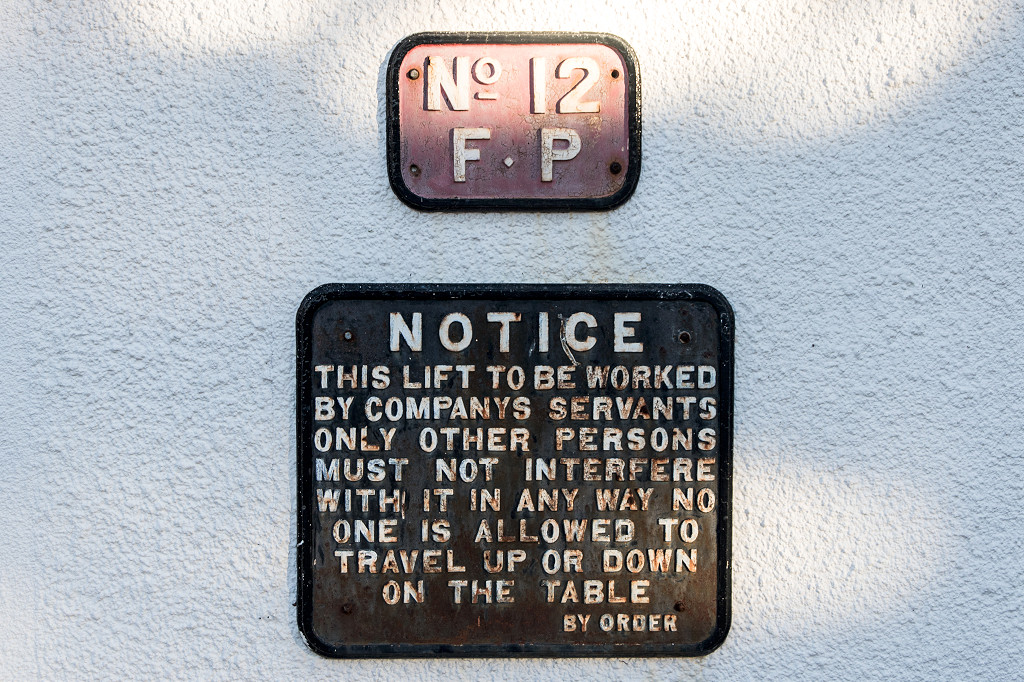 Nº 12
F · P
NOTICE
THIS LIFT TO BE WORKED
BY COMPANYS SERVANTS
ONLY OTHER PERSONS
MUST NOT INTERFERE
WITH IT IN ANY WAY NO
ONE IS ALLOWED TO
TRAVEL UP OR DOWN
ON THE TABLE
BY ORDER